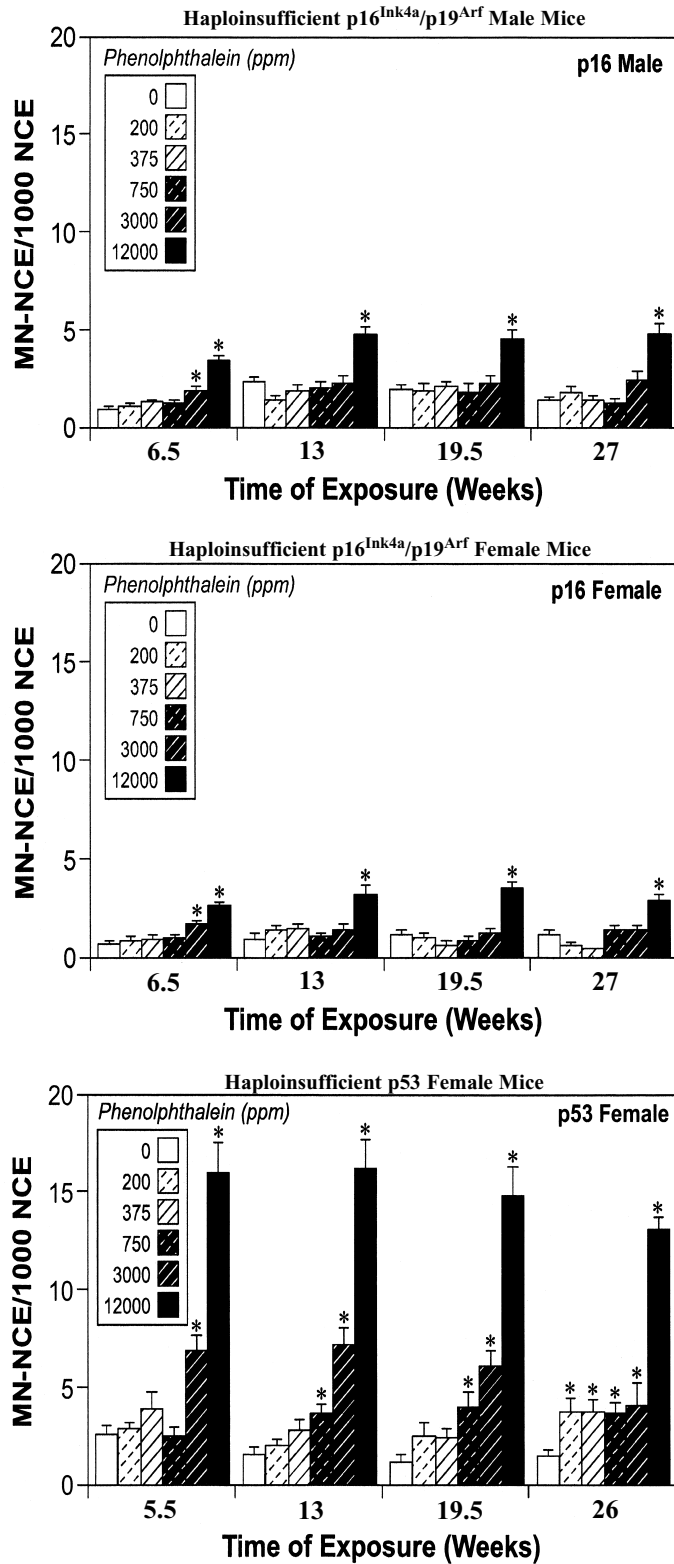 Haploinsufficient p16Ink4a/p19Arf Male Mice
20
Phenolphthalein (ppm)
p16 Male
0
200
375
750
3000
12000
15
10
5
0
MN-NCE/1000 NCE
* * * * *
6.5 13 19.5 27
Time of Exposure (Weeks)
Haploinsufficient p16Ink4a/p19Arf Female Mice
20
Phenolphthalein (ppm)
p16 Female
0
200
375
750
3000
12000
15
10
5
0
MN-NCE/1000 NCE
* * * * *
6.5 13 19.5 27
Time of Exposure (Weeks)
Haploinsufficient p53 Female Mice
20
Phenolphthalein (ppm)
p53 Female
0
200
375
750
3000
12000
15
10
5
0
MN-NCE/1000 NCE
* * * * * * * * * * * * *
5.5 13 19.5 26
Time of Exposure (Weeks)